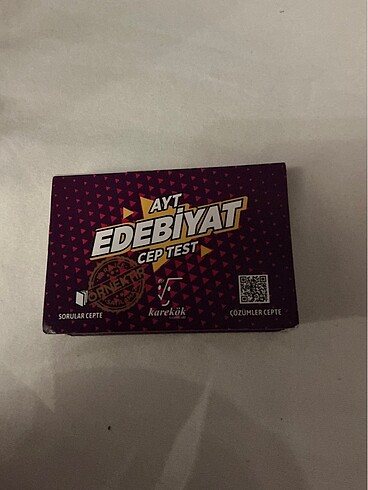 AYT
EDEBİYAT
CEP TEST
ÖRNEKTİR
SORULAR CEPTE
karekök
ÇÖZÜMLER CEPTE